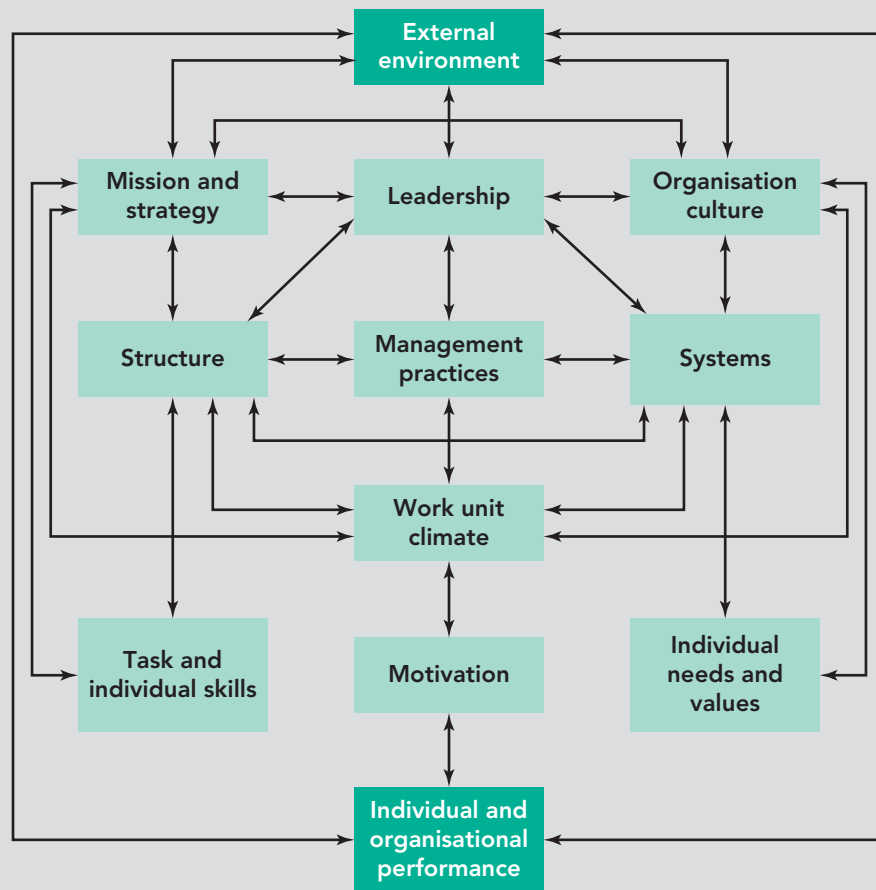 External
environment
Mission and
strategy
Leadership
Organisation
culture
Structure
Management
practices
Systems
Work unit
climate
Task and
individual skills
Motivation
Individual
needs and
values
Individual and
organisational
performance